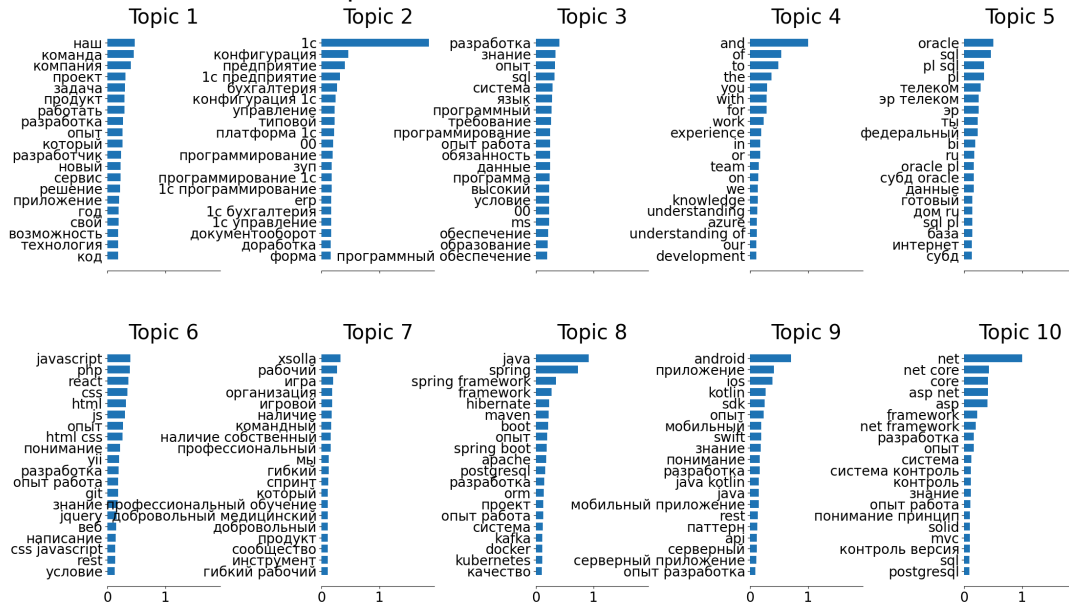 Topic 1
наш
команда
компания
проект
задача
продукт
работать
разработка
опыт
который
разработчик
новый
сервис
решение
приложение
год
свой
возможность
технология
код
0 1
Topic 2
1с
конфигурация
предприятие
1с предприятие
бухгалтерия
конфигурация 1с
управление
типовой
платформа 1с
00
программирование
зуп
программирование 1с
1с программирование
erp
1с бухгалтерия
1с управление
документооборот
доработка
форма
Topic 3
разработка
знание
опыт
sql
система
язык
программный
требование
программирование
опыт работа
обязанность
данные
программа
высокий
условие
00
ms
обеспечение
образование
программный обеспечение
Topic 4
and
of
to
the
you
with
for
work
experience
in
or
team
on
we
knowledge
understanding
azure
understanding of
our
development
Topic 5
oracle
sql
pl sql
pl
телеком
эр телеком
эр
тъ
федеральный
bi
ru
oracle pl
субд oracle
данные
готовый
дом ru
sql pl
база
интернет
субд
Topic 6
javascript
php
react
css
html
js
опыт
html css
понимание
yii
разработка
опыт работа
git
знание
jquery
веб
написание
css javascript
rest
условие
0 1
Topic 7
xsolla
рабочий
игра
организация
игровой
наличие
командный
наличие собственный
профессиональный
мы
гибкий
спринт
который
профессиональный обучение
добровольный медицинский
добровольный
продукт
сообщество
инструмент
гибкий рабочий
0 1
Topic 8
java
spring
spring framework
framework
hibernate
maven
boot
опыт
spring boot
apache
postgresql
разработка
orm
проект
опыт работа
система
kafka
docker
kubernetes
качество
0 1
Topic 9
android
приложение
ios
kotlin
sdk
опыт
мобильный
swift
знание
понимание
разработка
java kotlin
java
мобильный приложение
rest
паттерн
api
серверный
серверный приложение
опыт разработка
0 1
Topic 10
net
net core
core
asp net
asp
framework
net framework
разработка
опыт
система
система контроль
контроль
знание
опыт работа
понимание принцип
solid
mvc
контроль версия
sql
postgresql
0 1